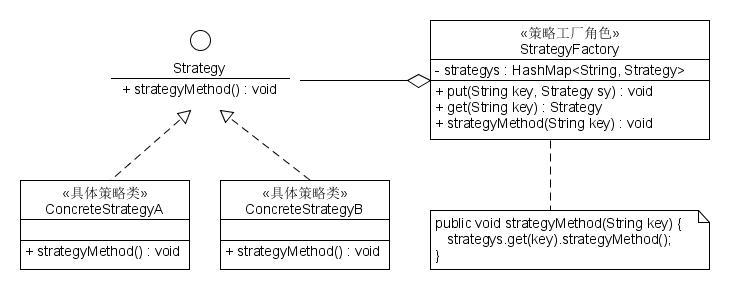 Strategy
+ strategyMethod() : void
«策略工厂角色»
StrategyFactory
- strategys : HashMap<String, Strategy>
+ put(String key, Strategy sy) : void
+ get(String key) : Strategy
+ strategyMethod(String key) : void
«具体策略类»
ConcreteStrategyA
+ strategyMethod() : void
«具体策略类»
ConcreteStrategyB
+ strategyMethod() : void
public void strategyMethod(String key) {
strategys.get(key).strategyMethod();
}